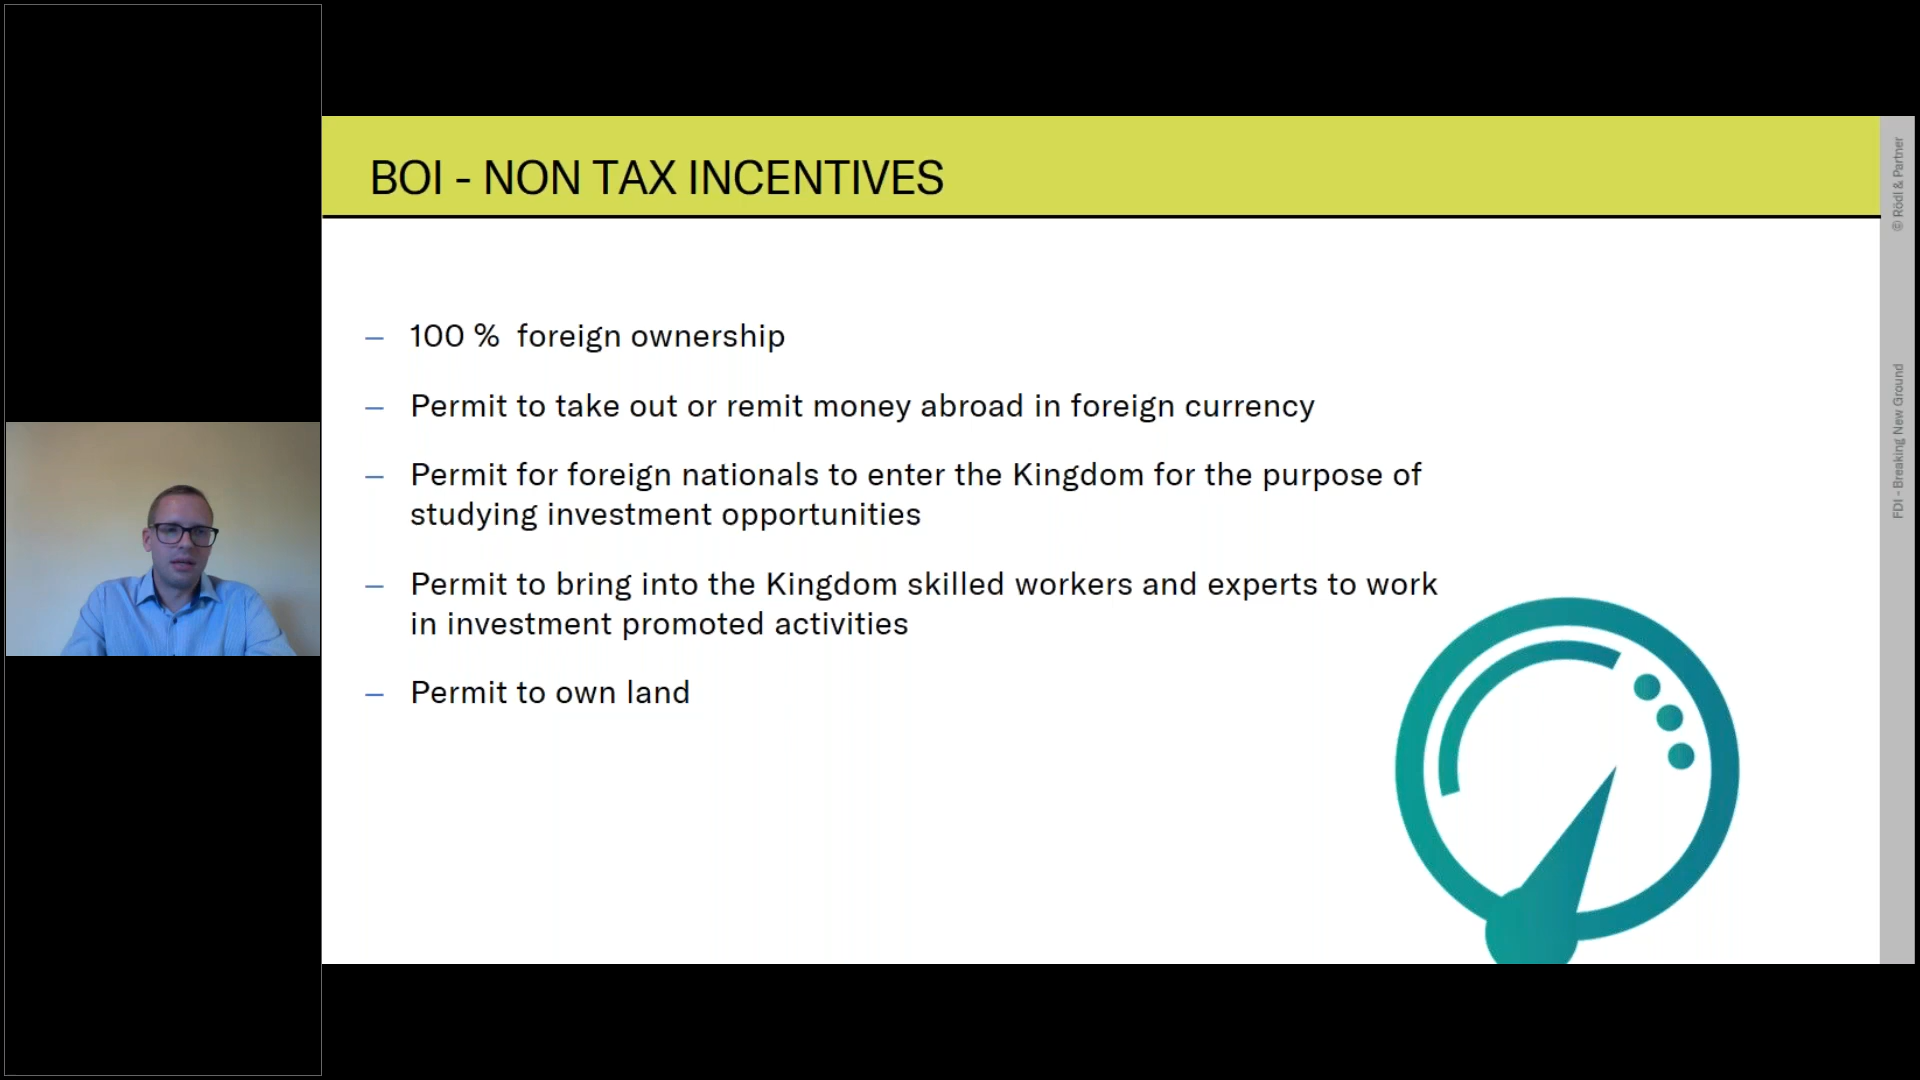 BOI - NON TAX INCENTIVES
– 100 % foreign ownership
– Permit to take out or remit money abroad in foreign currency
– Permit for foreign nationals to enter the Kingdom for the purpose of
studying investment opportunities
– Permit to bring into the Kingdom skilled workers and experts to work
in investment promoted activities
– Permit to own land
© Rödl & Partner
FDI - Breaking New Ground